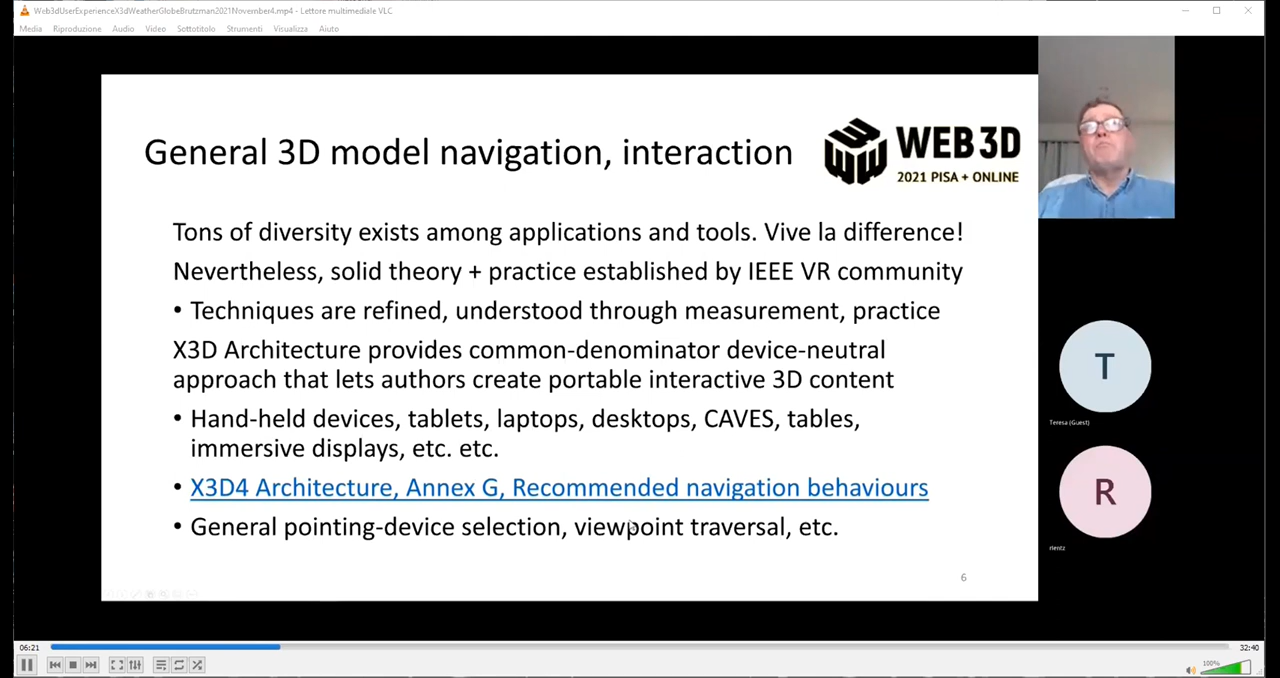 Web3dUserExperienceX3dWeatherGlobeBrutzman2021November4.mp4 - Lettore multimediale VLC
Media Riproduzione Audio Video Sottotitolo Strumenti Visualizza Aiuto
General 3D model navigation, interaction
WEB 3D
2021 PISA + ONLINE
Tons of diversity exists among applications and tools. Vive la difference!
Nevertheless, solid theory + practice established by IEEE VR community
• Techniques are refined, understood through measurement, practice
X3D Architecture provides common-denominator device-neutral
approach that lets authors create portable interactive 3D content
• Hand-held devices, tablets, laptops, desktops, CAVES, tables,
immersive displays, etc. etc.
• X3D4 Architecture, Annex G, Recommended navigation behaviours
• General pointing-device selection, viewpoint traversal, etc.
6
T
Teresa (Guest)
R
rientz
06:21
32:40
100%